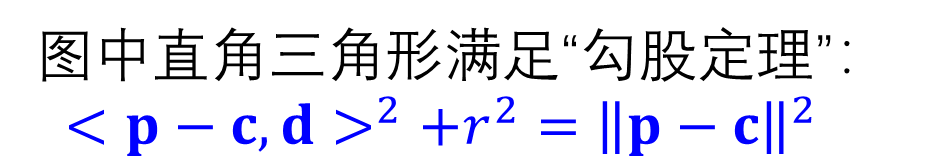 图中直角三角形满足“勾股定理”:
< p − c, d >² +r² = ‖p − c‖²